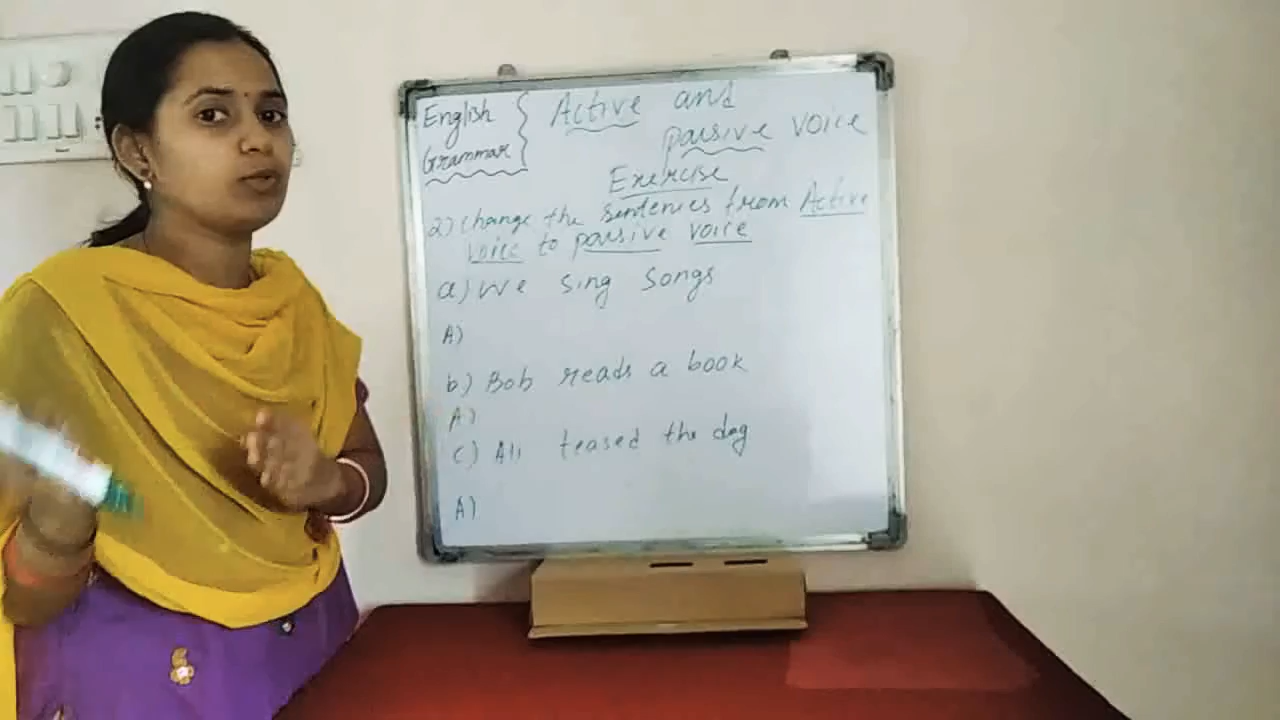 English
Grammar
Active and
passive voice
Exercise
2) Change the sentences from Active
voice to passive voice
a) We sing songs
A)
b) Bob reads a book
A)
c) Ali teased the dog
A)